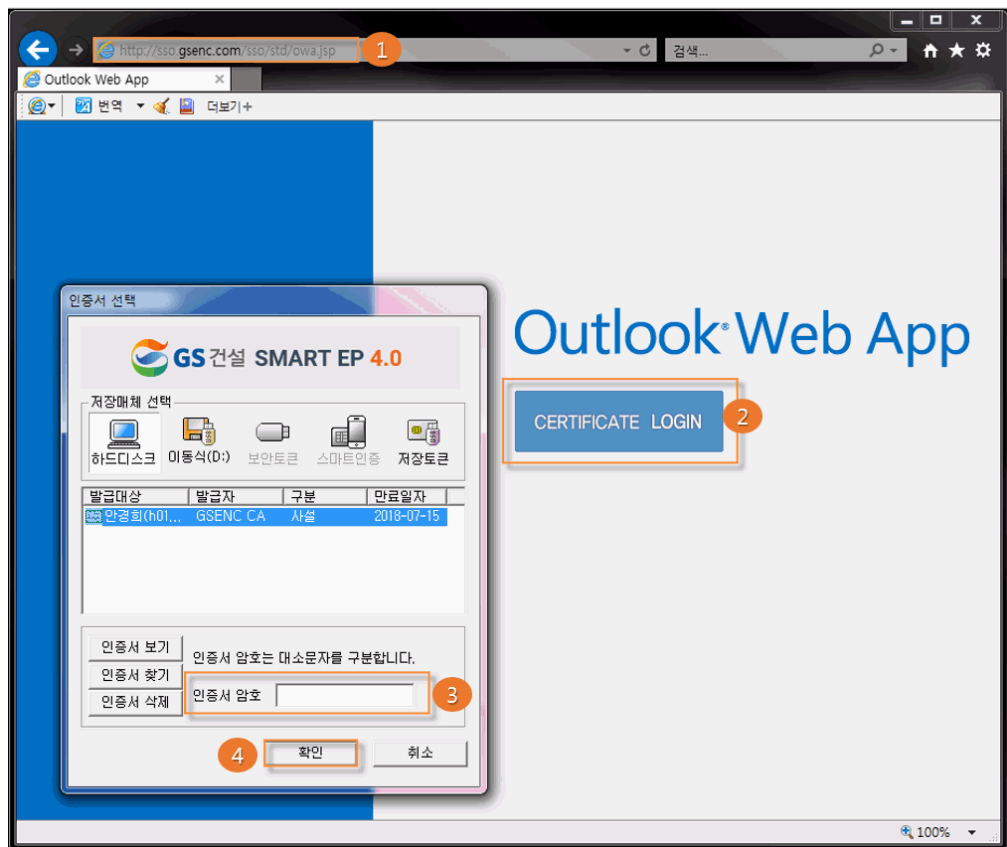 http://sso.gsenc.com/sso/std/owa.jsp 1
검색...
Outlook Web App
번역 더보기+
인증서 선택
GS건설 SMART EP 4.0
저장매체 선택
하드디스크 이동식(D:) 보안토큰 스마트인증 저장토큰
발급대상 발급자 구분 만료일자
안경희(h01... GSENC CA 사설 2018-07-15
인증서 보기
인증서 찾기
인증서 삭제
인증서 암호는 대소문자를 구분합니다.
인증서 암호 3
4 확인 취소
Outlook® Web App
CERTIFICATE LOGIN 2
100%